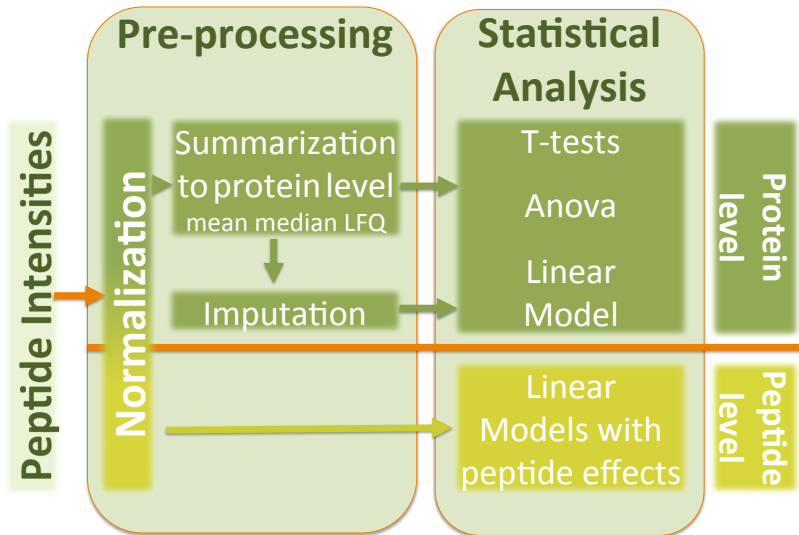 Pre-processing
Statistical
Analysis
Peptide Intensities
Normalization
Summarization
to protein level
mean median LFQ
Imputation
T-tests
Anova
Linear
Model
Protein
level
Linear
Models with
peptide effects
Peptide
level